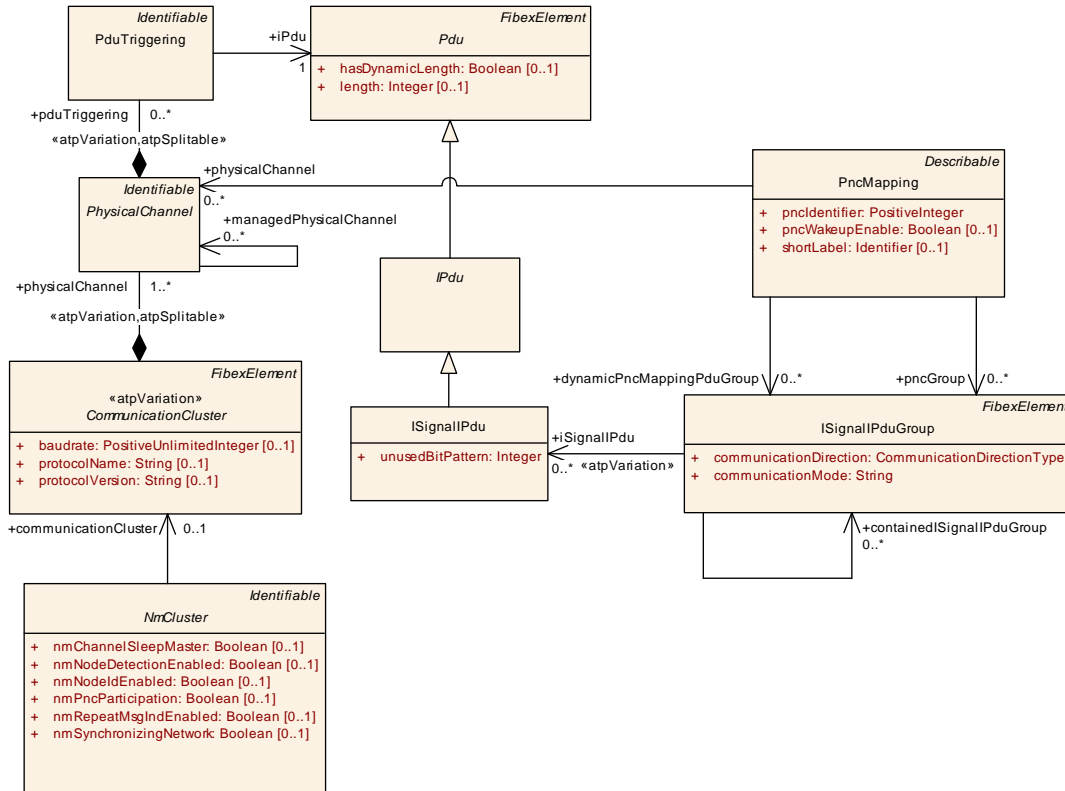 Identifiable
PduTriggering
+iPdu
1
FibexElement
Pdu
+ hasDynamicLength: Boolean [0..1]
+ length: Integer [0..1]
+pduTriggering 0..*
«atpVariation,atpSplitable»
Identifiable
PhysicalChannel
+physicalChannel
0..*
+managedPhysicalChannel
0..*
Describable
PncMapping
+ pncIdentifier: PositiveInteger
+ pncWakeupEnable: Boolean [0..1]
+ shortLabel: Identifier [0..1]
+physicalChannel 1..*
«atpVariation,atpSplitable»
IPdu
FibexElement
«atpVariation»
CommunicationCluster
+ baudrate: PositiveUnlimitedInteger [0..1]
+ protocolName: String [0..1]
+ protocolVersion: String [0..1]
+dynamicPncMappingPduGroup 0..*
+pncGroup 0..*
ISignalIPdu
+ unusedBitPattern: Integer
+iSignalIPdu
0..* «atpVariation»
FibexElement
ISignalIPduGroup
+ communicationDirection: CommunicationDirectionType
+ communicationMode: String
+containedISignalIPduGroup
0..*
+communicationCluster 0..1
Identifiable
NmCluster
+ nmChannelSleepMaster: Boolean [0..1]
+ nmNodeDetectionEnabled: Boolean [0..1]
+ nmNodeIdEnabled: Boolean [0..1]
+ nmPncParticipation: Boolean [0..1]
+ nmRepeatMsgIndEnabled: Boolean [0..1]
+ nmSynchronizingNetwork: Boolean [0..1]